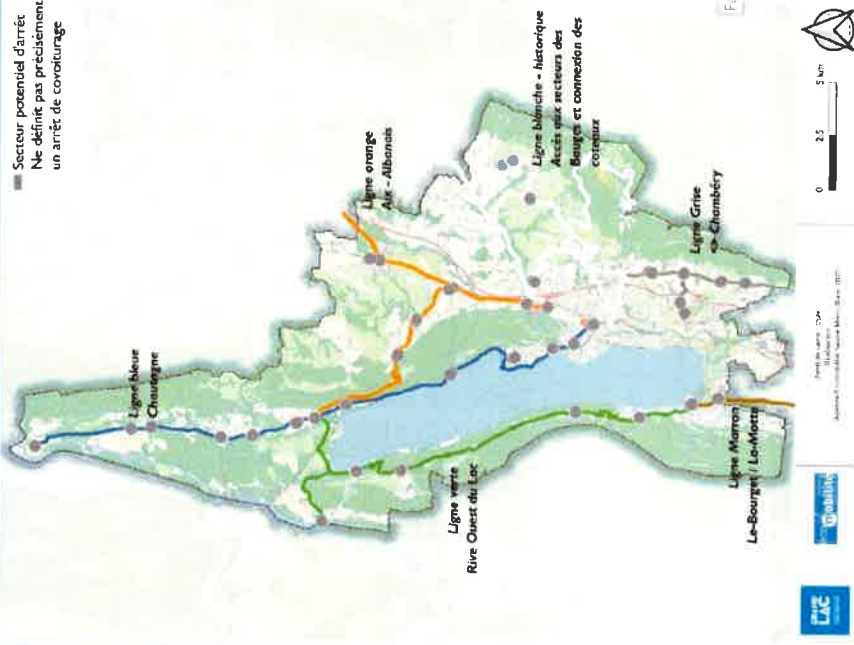 Secteur potentiel d'arrêt
Ne définit pas précisément
un arrêt de covoiturage
Ligne bleue
Chautagne
Ligne orange
Aix - Albanais
Ligne blanche - historique
Accès aux secteurs des
Bauges et connexion des
coteaux
Ligne verte
Rive Ouest du Lac
Ligne Grise
<> Chambéry
Ligne Marron
Le-Bourget / La-Motte
0 2.5 5 km
GRAND
LAC
mobilité